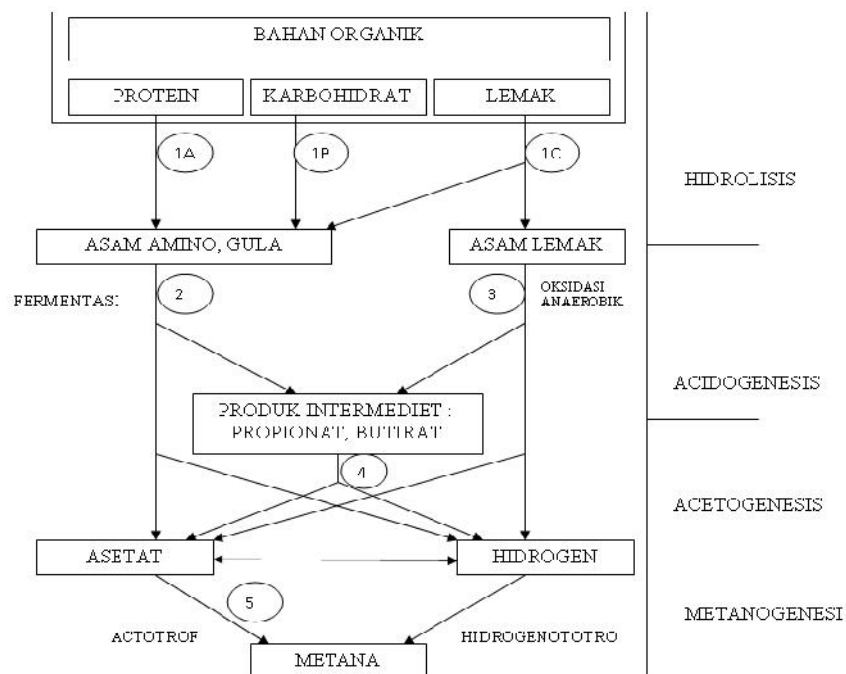 BAHAN ORGANIK
PROTEIN
KARBOHIDRAT
LEMAK
1A
1B
1C
HIDROLISIS
ASAM AMINO, GULA
ASAM LEMAK
FERMENTASI
2
3
OKSIDASI
ANAEROBIK
ACIDOGENESIS
PRODUK INTERMEDIET :
PROPIONAT, BUTIRAT
4
ACETOGENESIS
ASETAT
HIDROGEN
5
ACTOTROF
HIDROGENOTOTRO
METANOGENESI
METANA